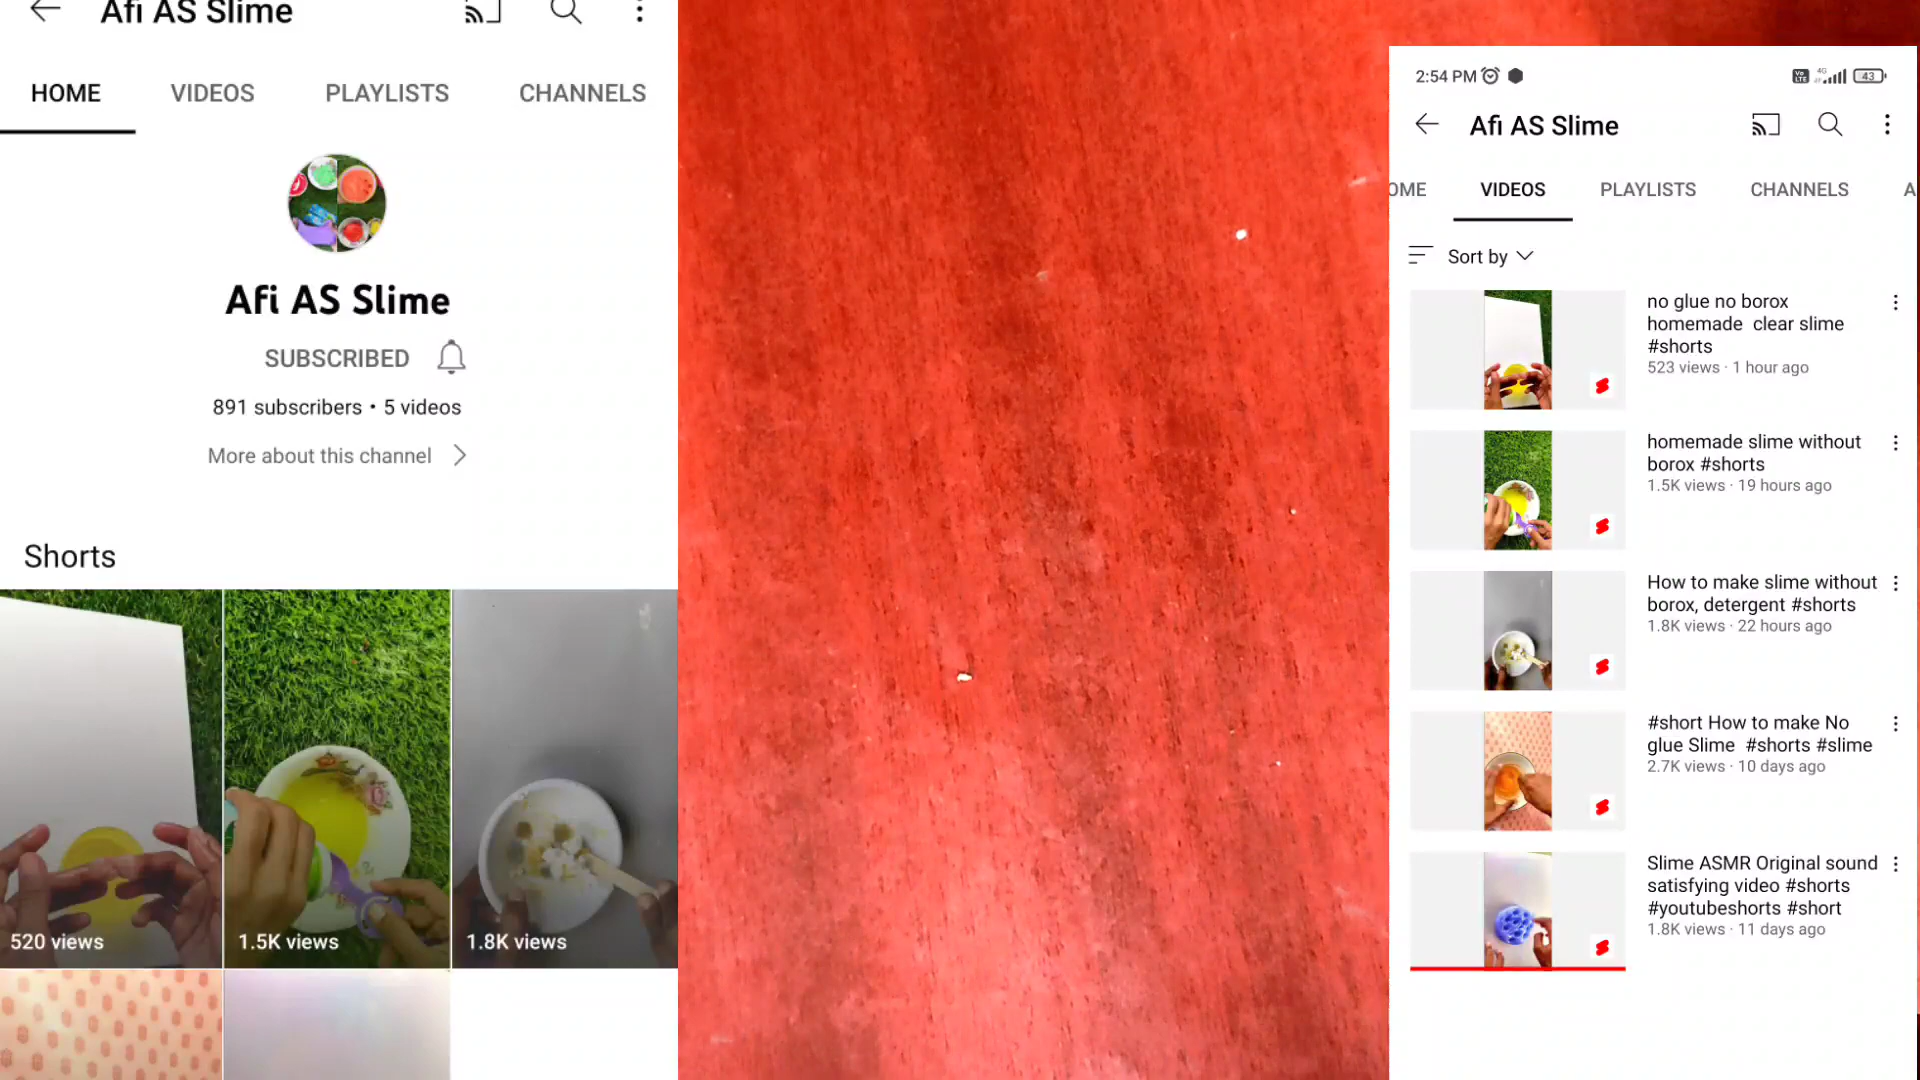 Afi AS Slime
HOME VIDEOS PLAYLISTS CHANNELS
Afi AS Slime
SUBSCRIBED
891 subscribers • 5 videos
More about this channel
Shorts
520 views
1.5K views
1.8K views
2:54 PM
Vo LTE 4G 43
Afi AS Slime
OME VIDEOS PLAYLISTS CHANNELS A
Sort by
no glue no borox
homemade clear slime
#shorts
523 views · 1 hour ago
homemade slime without
borox #shorts
1.5K views · 19 hours ago
How to make slime without
borox, detergent #shorts
1.8K views · 22 hours ago
#short How to make No
glue Slime #shorts #slime
2.7K views · 10 days ago
Slime ASMR Original sound
satisfying video #shorts
#youtubeshorts #short
1.8K views · 11 days ago